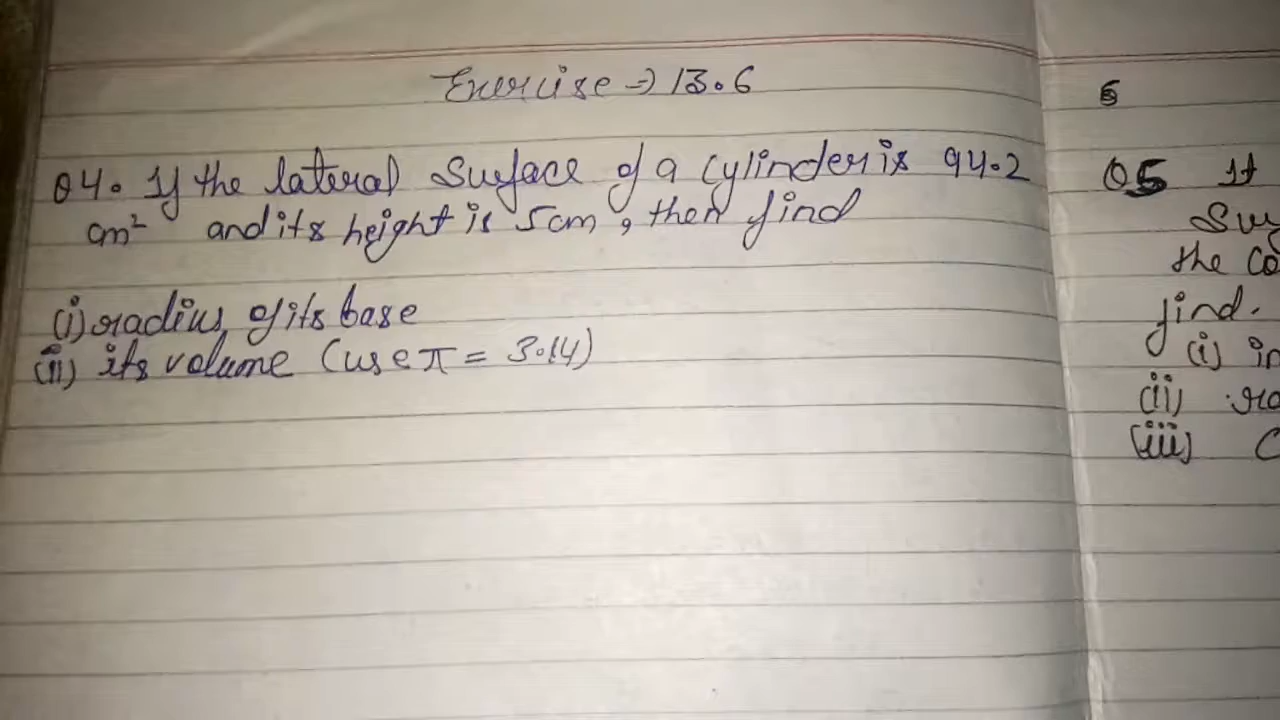 Exercise → 13.6
Q4. If the lateral Surface of a Cylinder is 94.2
cm² and its height is 5cm, then find
(i) radius of its base
(ii) its volume (use π = 3.14)
6
Q5 If
Sur
the Co
find.
(i) in
(ii) ra
(iii) C